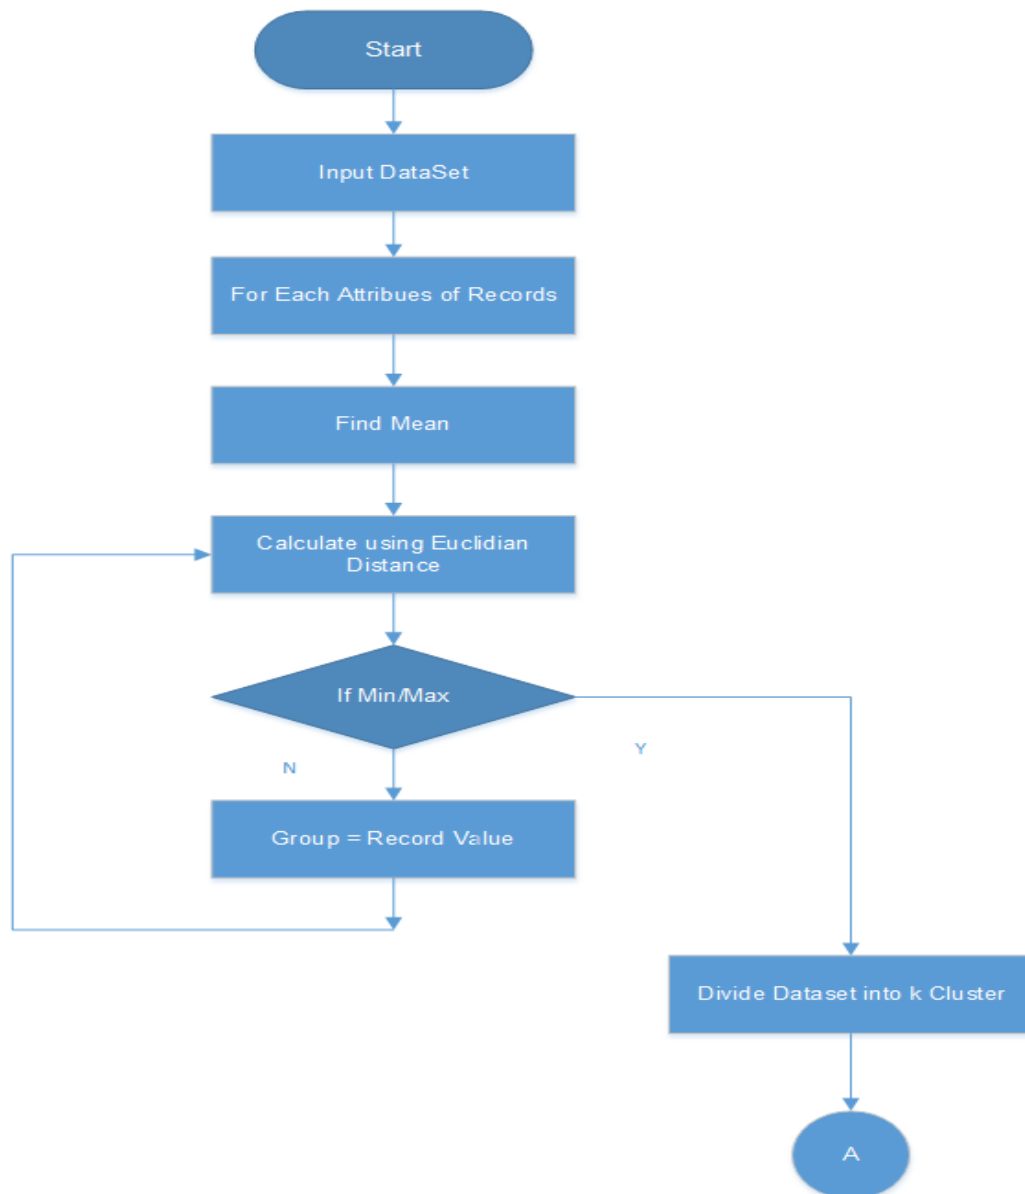 Start
Input DataSet
For Each Attribues of Records
Find Mean
Calculate using Euclidian
Distance
If Min/Max
Y
N
Group = Record Value
Divide Dataset into k Cluster
A